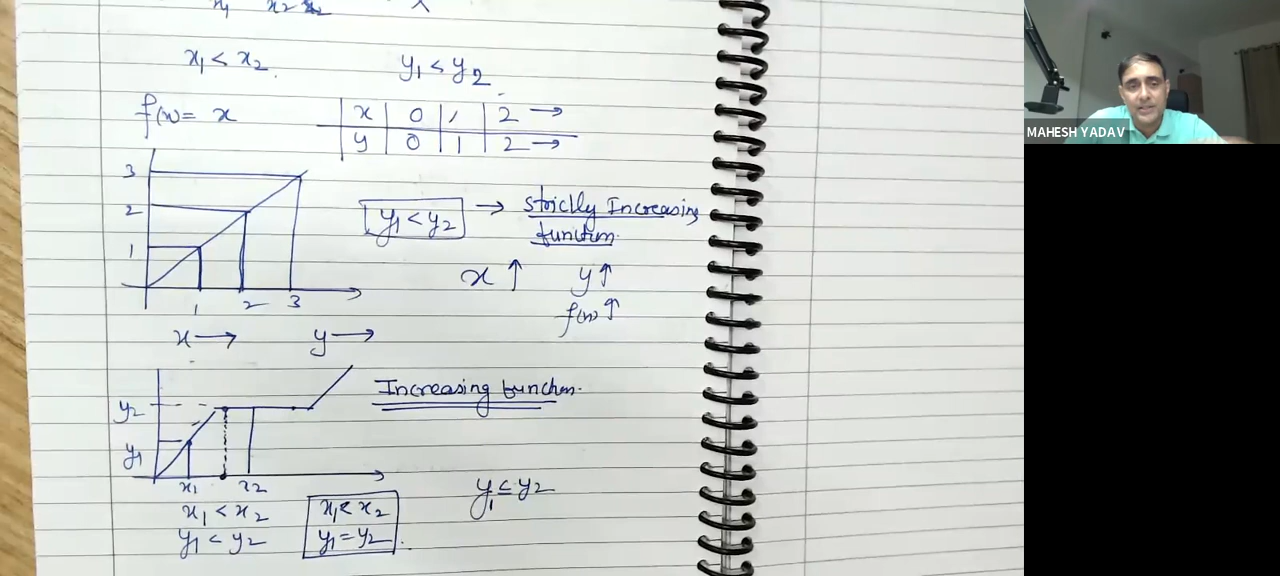 x₁ x₂
x₁ < x₂ y₁ < y₂
f(x) = x
x 0 1 2 →
y 0 1 2 →
3
2
1
1 2 3
y₁ < y₂ → Strictly Increasing
function.
x ↑ y ↑
f(x) ↑
x → y →
Increasing function.
y₂
y₁
x₁ x₂
x₁ < x₂
y₁ < y₂
x₁ < x₂
y₁ = y₂
y₁ ≤ y₂
MAHESH YADAV